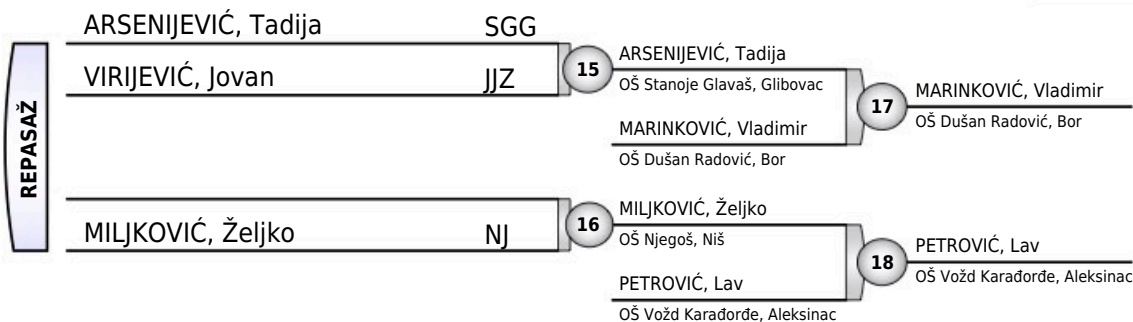 REPASAŽ
ARSENIJEVIĆ, Tadija SGG
VIRIJEVIĆ, Jovan JJZ
15
ARSENIJEVIĆ, Tadija
OŠ Stanoje Glavaš, Glibovac
MARINKOVIĆ, Vladimir
OŠ Dušan Radović, Bor
17
MARINKOVIĆ, Vladimir
OŠ Dušan Radović, Bor
MILJKOVIĆ, Željko NJ
16
MILJKOVIĆ, Željko
OŠ Njegoš, Niš
PETROVIĆ, Lav
OŠ Vožd Karađorđe, Aleksinac
18
PETROVIĆ, Lav
OŠ Vožd Karađorđe, Aleksinac